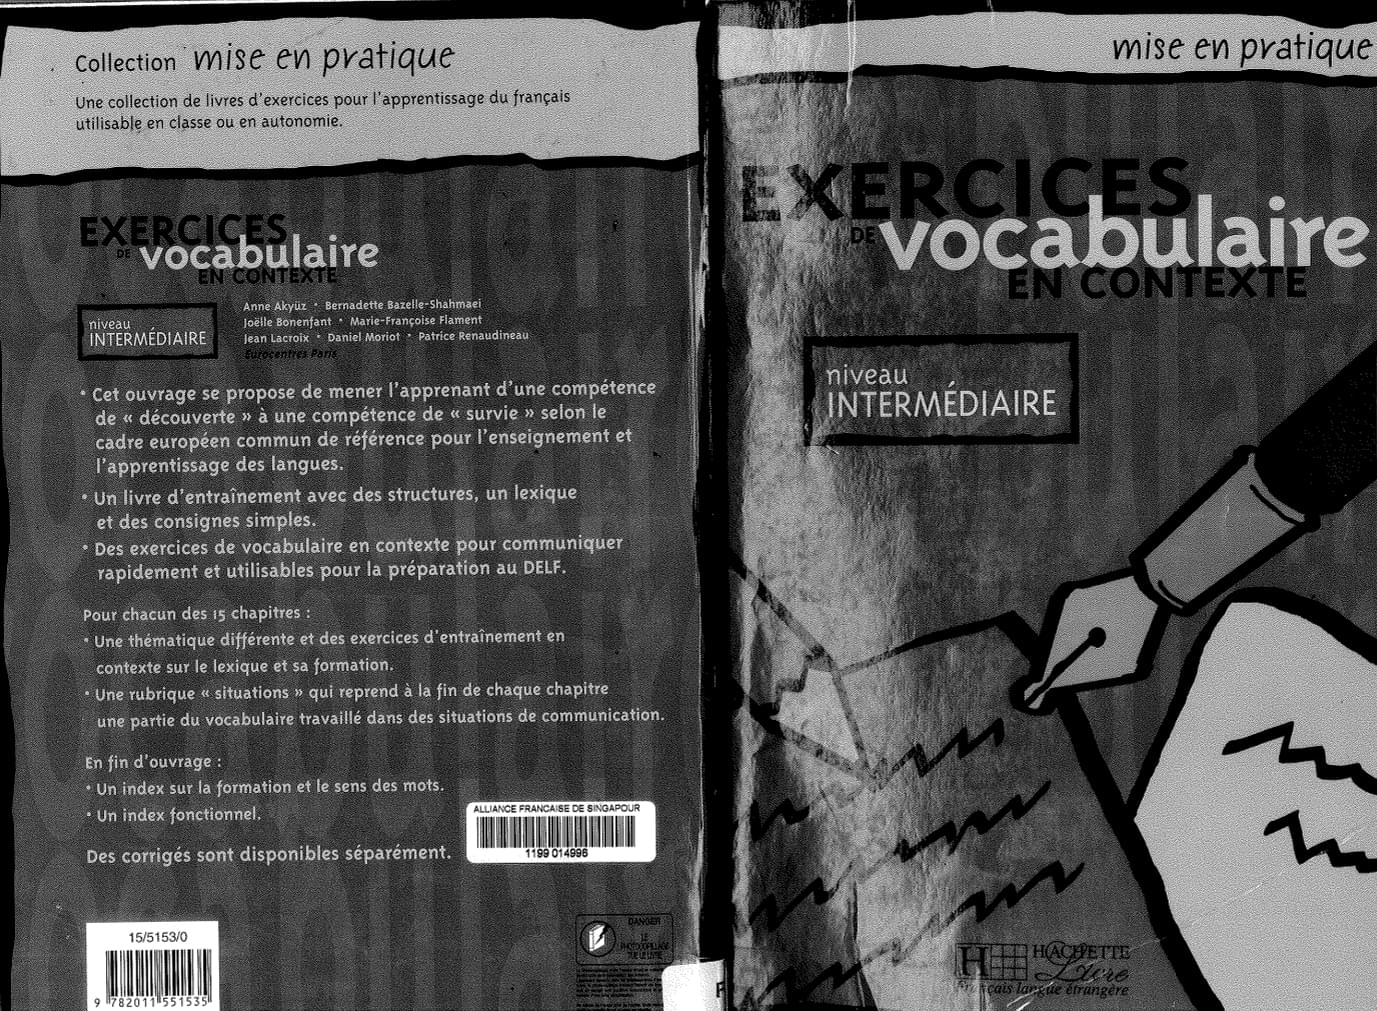 Collection mise en pratique
Une collection de livres d'exercices pour l'apprentissage du français
utilisable en classe ou en autonomie.
EXERCICES
DE vocabulaire
EN CONTEXTE
niveau
INTERMÉDIAIRE
Anne Akyüz • Bernadette Bazelle-Shahmaei
Joëlle Bonenfant • Marie-Françoise Flament
Jean Lacroix • Daniel Moriot • Patrice Renaudineau
Eurocentres Paris
• Cet ouvrage se propose de mener l'apprenant d'une compétence
de « découverte » à une compétence de « survie » selon le
cadre européen commun de référence pour l'enseignement et
l'apprentissage des langues.
• Un livre d'entraînement avec des structures, un lexique
et des consignes simples.
• Des exercices de vocabulaire en contexte pour communiquer
rapidement et utilisables pour la préparation au DELF.
Pour chacun des 15 chapitres :
• Une thématique différente et des exercices d'entraînement en
contexte sur le lexique et sa formation.
• Une rubrique « situations » qui reprend à la fin de chaque chapitre
une partie du vocabulaire travaillé dans des situations de communication.
En fin d'ouvrage :
• Un index sur la formation et le sens des mots.
• Un index fonctionnel.
Des corrigés sont disponibles séparément.
ALLIANCE FRANCAISE DE SINGAPOUR
1199 014996
15/5153/0
9 782011 551535
DANGER
LE
PHOTOCOPILLAGE
TUE LE LIVRE
F
mise en pratique
EXERCICES
DE vocabulaire
EN CONTEXTE
niveau
INTERMÉDIAIRE
H HACHETTE
Livre
Français langue étrangère